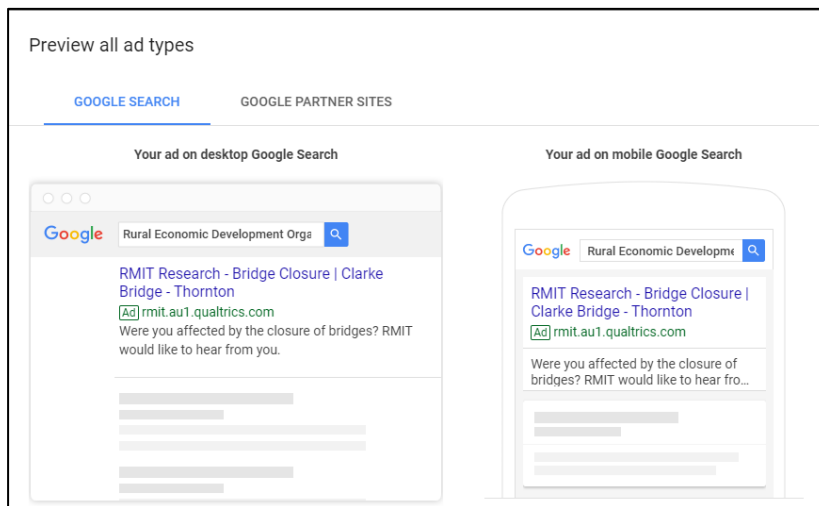 Preview all ad types
GOOGLE SEARCH
GOOGLE PARTNER SITES
Your ad on desktop Google Search
Google
Rural Economic Development Orga
RMIT Research - Bridge Closure | Clarke
Bridge - Thornton
Ad rmit.au1.qualtrics.com
Were you affected by the closure of bridges? RMIT
would like to hear from you.
Your ad on mobile Google Search
Google
Rural Economic Developme
RMIT Research - Bridge Closure |
Clarke Bridge - Thornton
Ad rmit.au1.qualtrics.com
Were you affected by the closure of
bridges? RMIT would like to hear fro...